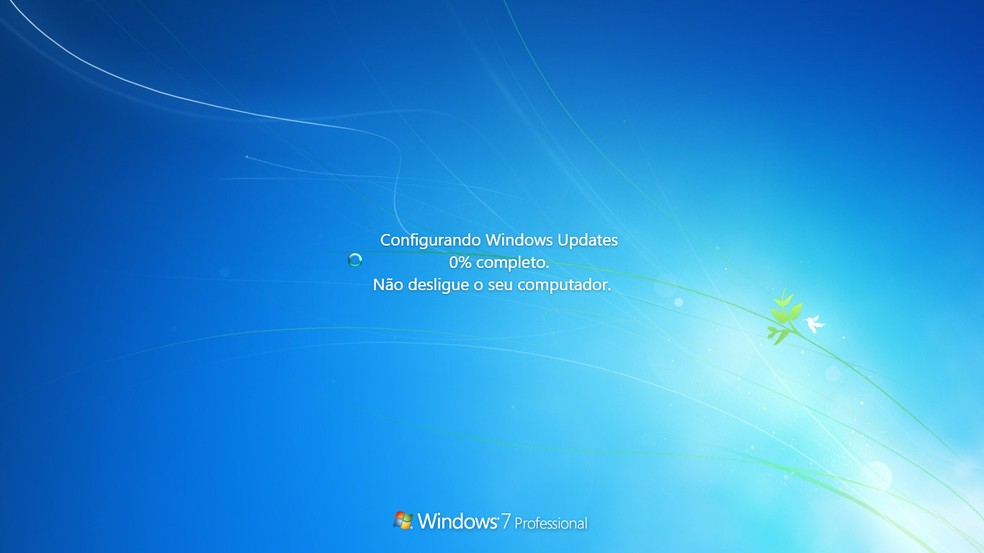 Configurando Windows Updates
0% completo.
Não desligue o seu computador.
Windows 7 Professional